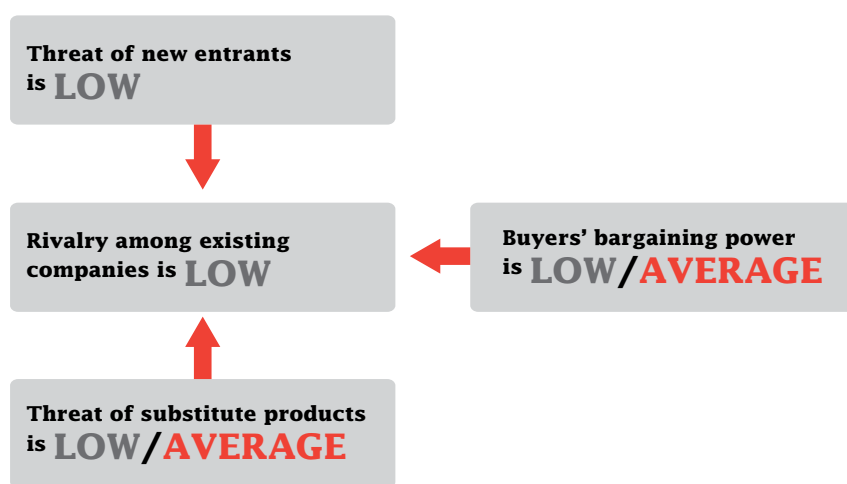 Threat of new entrants
is LOW
Rivalry among existing
companies is LOW
Buyers’ bargaining power
is LOW/AVERAGE
Threat of substitute products
is LOW/AVERAGE